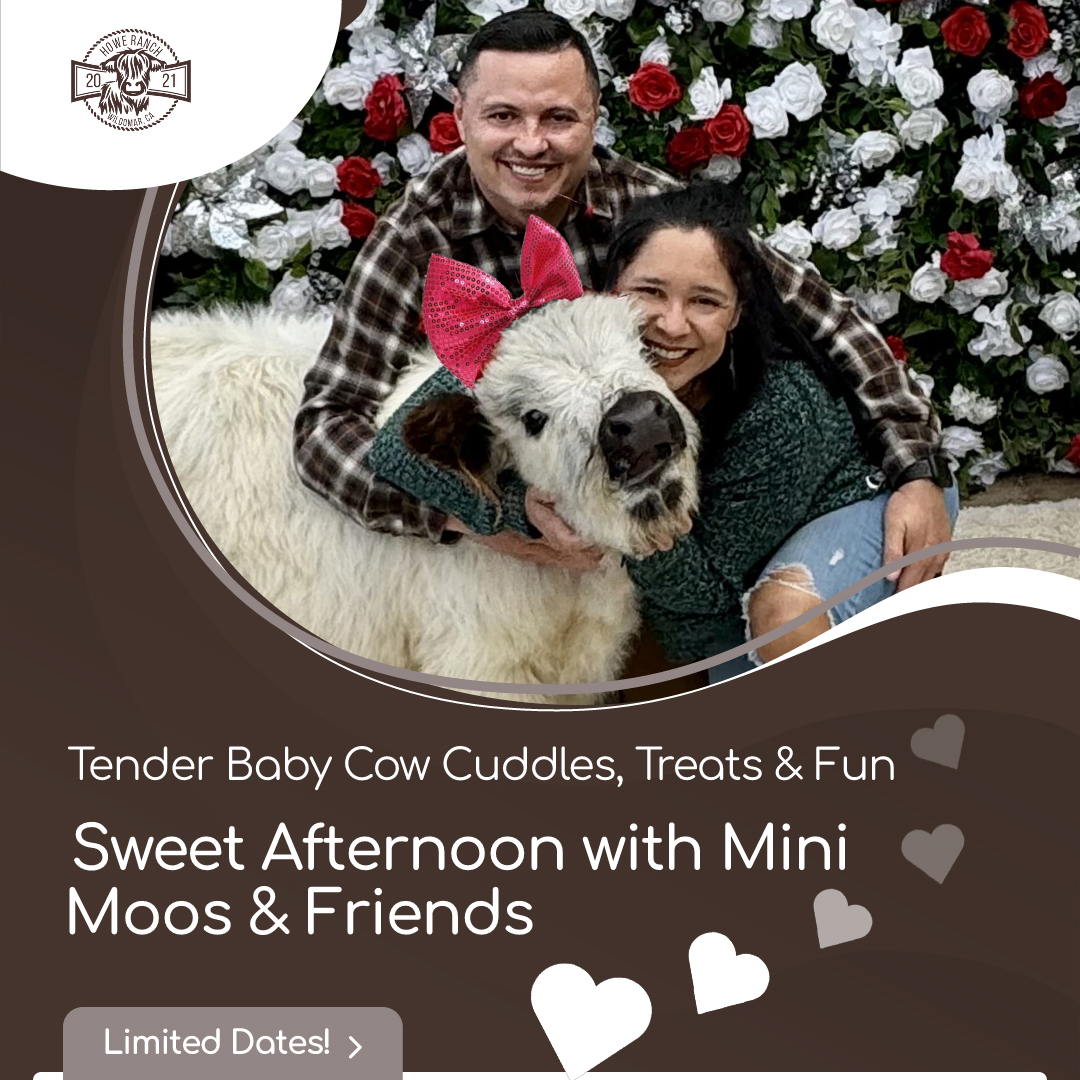 HOWE RANCH
20 21
WILDOMAR, CA
Tender Baby Cow Cuddles, Treats & Fun
Sweet Afternoon with Mini
Moos & Friends
Limited Dates!